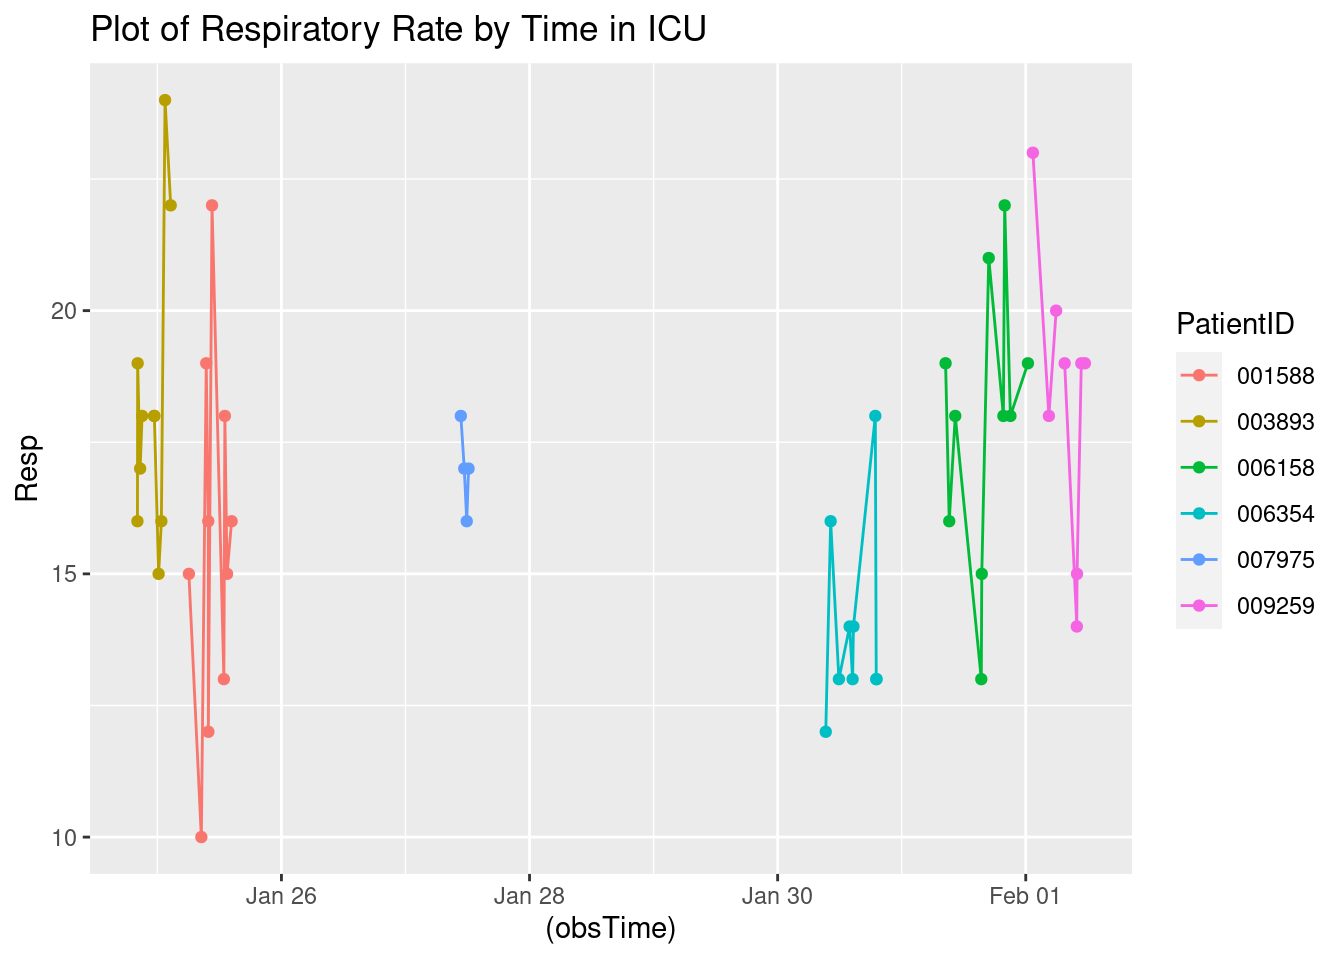 Plot of Respiratory Rate by Time in ICU
Resp
20
15
10
Jan 26
Jan 28
Jan 30
Feb 01
(obsTime)
PatientID
001588
003893
006158
006354
007975
009259